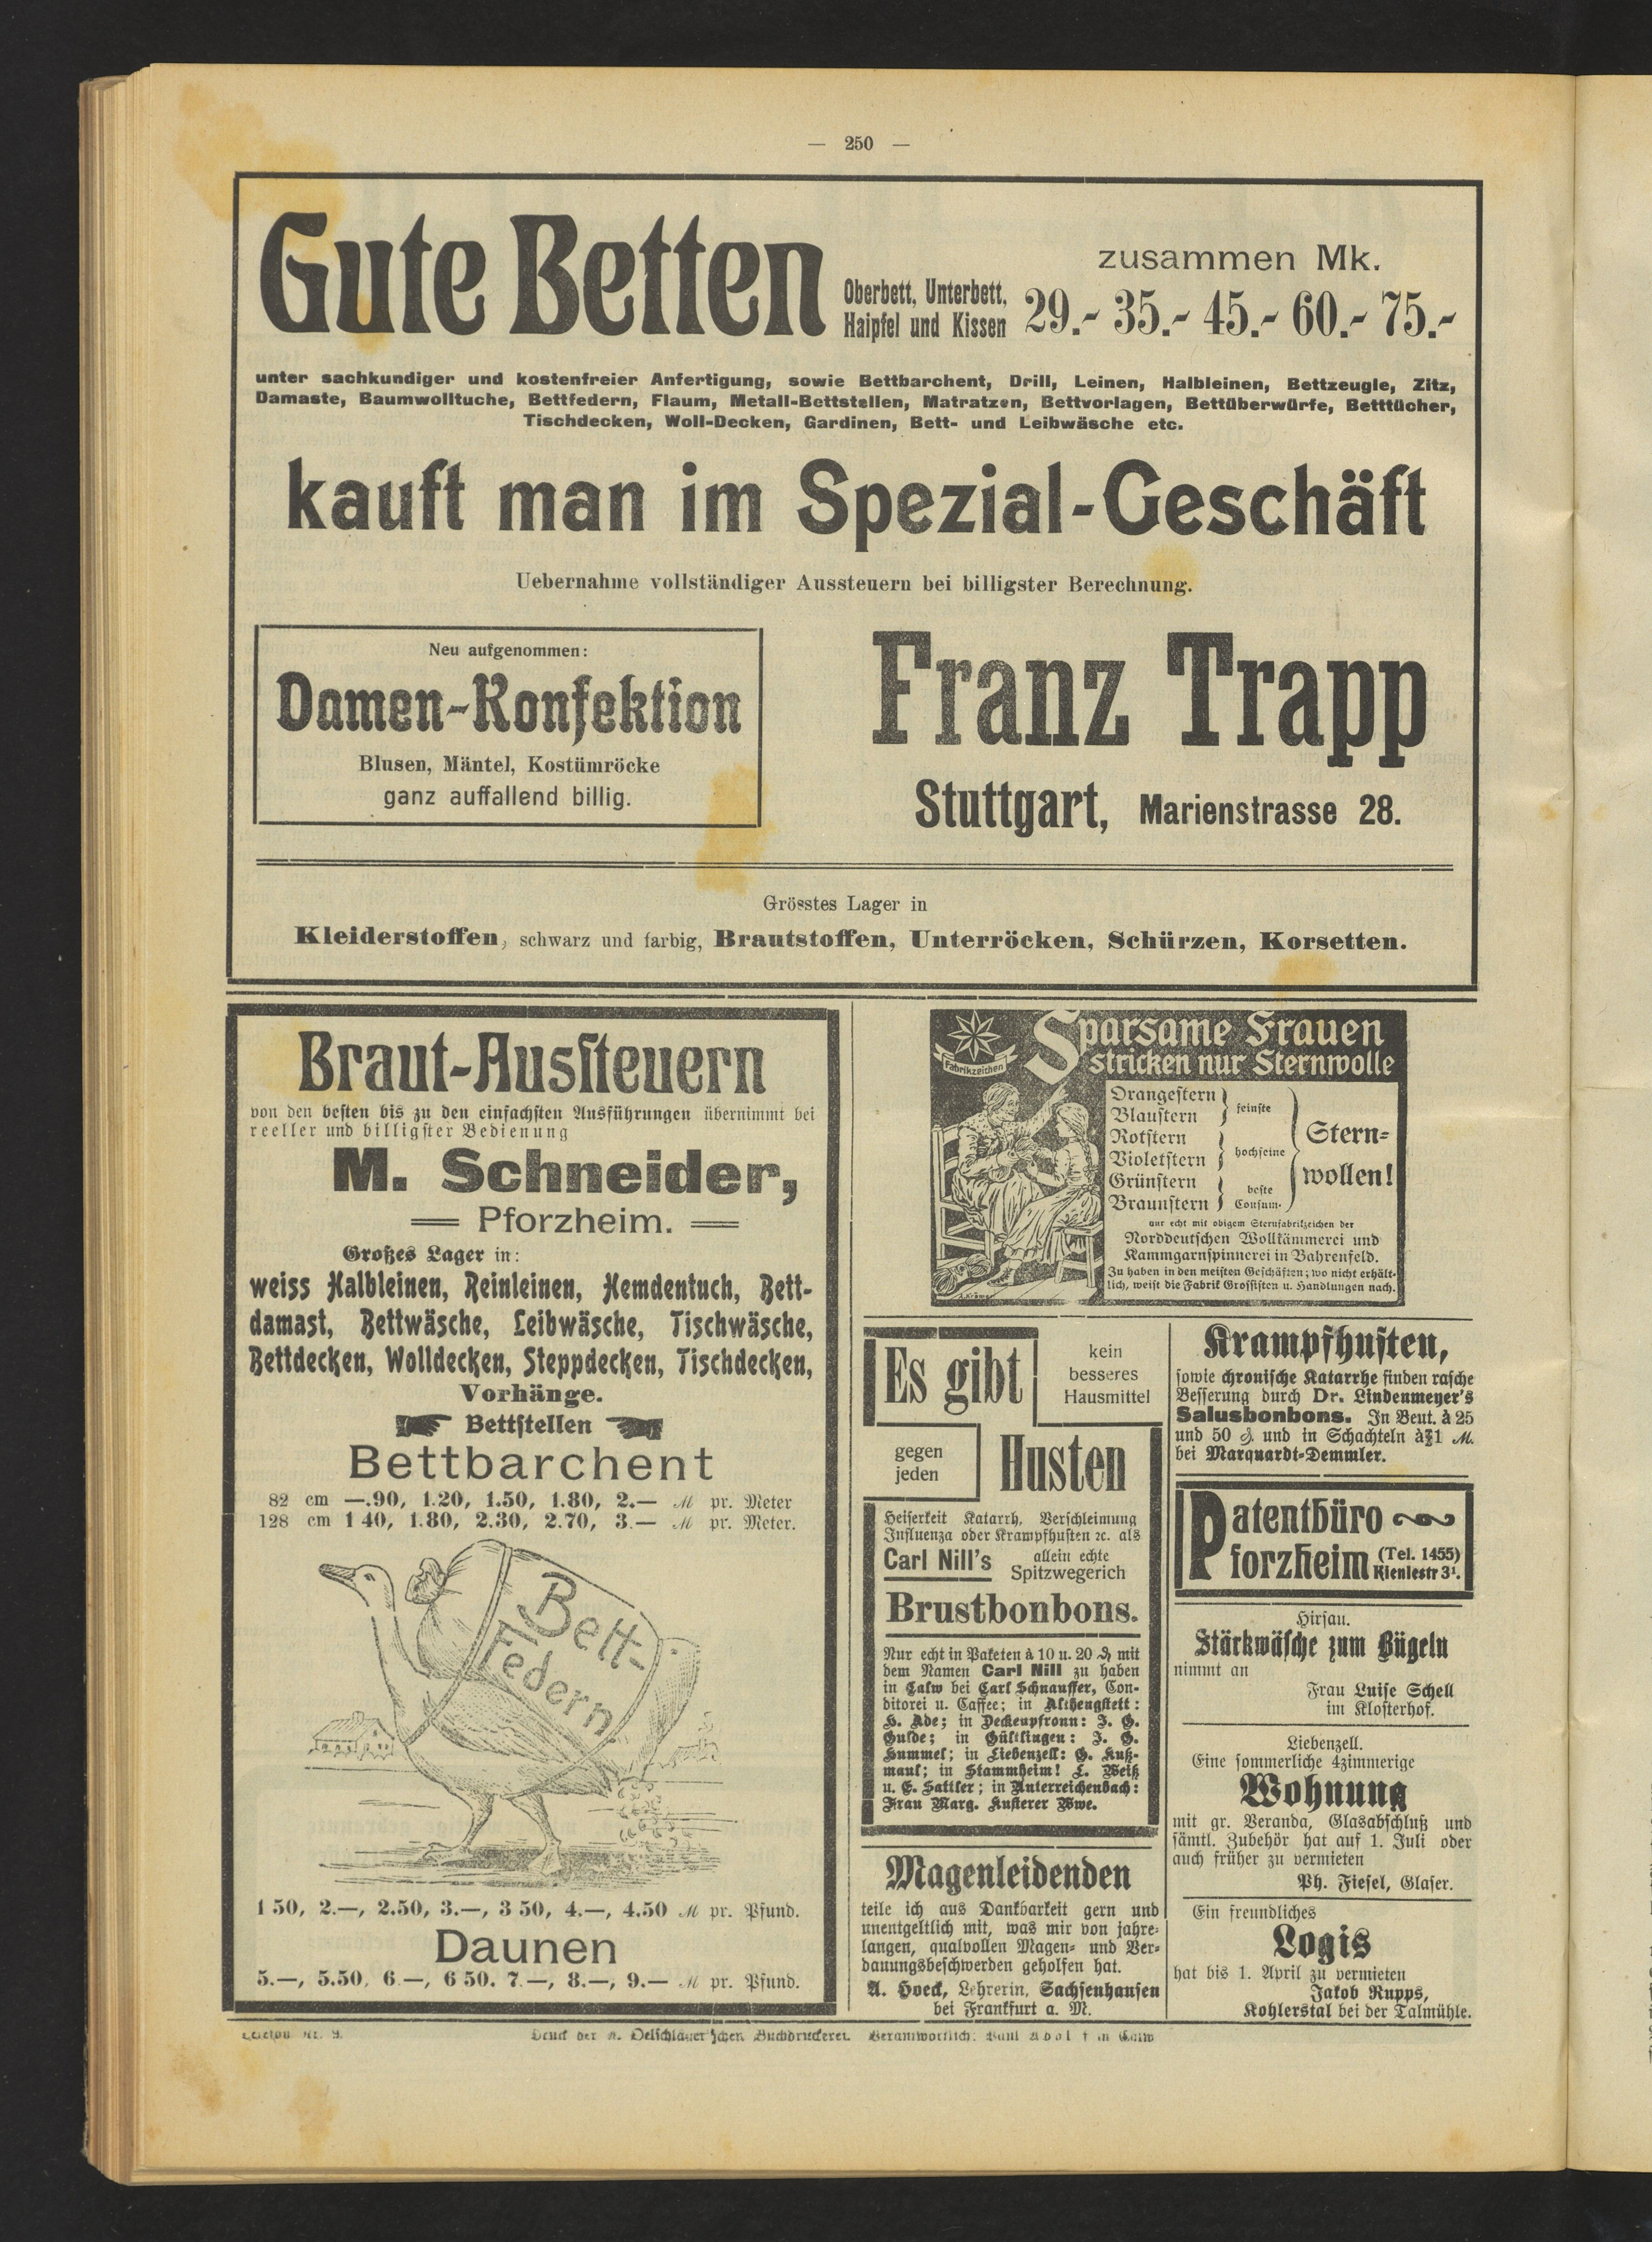 — 250 —
Gute Betten
Oberbett, Unterbett,
Haipfel und Kissen
zusammen Mk.
29.- 35.- 45.- 60.- 75.-
unter sachkundiger und kostenfreier Anfertigung, sowie Bettbarchent, Drill, Leinen, Halbleinen, Bettzeugle, Zitz,
Damaste, Baumwolltuche, Bettfedern, Flaum, Metall-Bettstellen, Matratzen, Bettvorlagen, Bettüberwürfe, Betttücher,
Tischdecken, Woll-Decken, Gardinen, Bett- und Leibwäsche etc.
kauft man im Spezial-Geschäft
Uebernahme vollständiger Aussteuern bei billigster Berechnung.
Neu aufgenommen:
Damen-Konfektion
Blusen, Mäntel, Kostümröcke
ganz auffallend billig.
Franz Trapp
Stuttgart, Marienstrasse 28.
Grösstes Lager in
Kleiderstoffen, schwarz und farbig, Brautstoffen, Unterröcken, Schürzen, Korsetten.
Braut-Ausſteuern
von den beſten bis zu den einfachſten Ausführungen übernimmt bei
reeller und billigſter Bedienung
M. Schneider,
Pforzheim.
Großes Lager in:
weiss Halbleinen, Reinleinen, Hemdentuch, Bett-
damast, Bettwäsche, Leibwäsche, Tischwäsche,
Bettdecken, Wolldecken, Steppdecken, Tischdecken,
Vorhänge.
Bettſtellen
Bettbarchent
82 cm —.90, 1.20, 1.50, 1.80, 2.— ℳ pr. Meter
128 cm 1 40, 1.80, 2.30, 2.70, 3.— ℳ pr. Meter.
Bett-
Federn
1 50, 2.—, 2.50, 3.—, 3 50, 4.—, 4.50 ℳ pr. Pfund.
Daunen
5.—, 5.50, 6.—, 6 50, 7.—, 8.—, 9.— ℳ pr. Pfund.
Fabrikzeichen
Sparsame Frauen
stricken nur Sternwolle
Orangeſtern
Blauſtern
feinſte
Rotſtern
Violetſtern
hochfeine
Grünſtern
Braunſtern
beſte
Conſum-
Stern-
wollen!
nur echt mit obigem Sternfabrikzeichen der
Norddeutſchen Wollkämmerei und
Kammgarnſpinnerei in Bahrenfeld.
Zu haben in den meiſten Geſchäften; wo nicht erhält-
lich, weiſt die Fabrik Groſſiſten u. Handlungen nach.
Es gibt
kein
besseres
Hausmittel
gegen
jeden
Husten
Heiſerkeit Katarrh, Verſchleimung
Influenza oder Krampfhuſten ꝛc. als
Carl Nill's allein echte
Spitzwegerich
Brustbonbons.
Nur echt in Paketen à 10 u. 20 ₰ mit
dem Namen Carl Nill zu haben
in Calw bei Carl Schnauffer, Con-
ditorei u. Caffee; in Althengſtett:
H. Ade; in Deckenpfronn: J. G.
Gulde; in Gültlingen: J. G.
Hummel; in Liebenzell: G. Kuß-
maul; in Stammheim! L. Weiß
u. E. Sattler; in Unterreichenbach:
Frau Marg. Kuſterer Wwe.
Magenleidenden
teile ich aus Dankbarkeit gern und
unentgeltlich mit, was mir von jahre-
langen, qualvollen Magen- und Ver-
dauungsbeſchwerden geholfen hat.
A. Hoeck, Lehrerin, Sachſenhauſen
bei Frankfurt a. M.
Krampfhuſten,
ſowie chroniſche Katarrhe finden raſche
Beſſerung durch Dr. Lindenmeyer's
Salusbonbons. In Beut. à 25
und 50 ₰. und in Schachteln à 1 ℳ.
bei Marquardt-Demmler.
Patentbüro
Pforzheim (Tel. 1455)
Kienlestr 3¹.
Hirſau.
Stärkwäſche zum Bügeln
nimmt an
Frau Luiſe Schell
im Kloſterhof.
Liebenzell.
Eine ſommerliche 4zimmerige
Wohnung
mit gr. Veranda, Glasabſchluß und
ſämtl. Zubehör hat auf 1. Juli oder
auch früher zu vermieten
Ph. Fieſel, Glaſer.
Ein freundliches
Logis
hat bis 1. April zu vermieten
Jakob Rupps,
Kohlerstal bei der Talmühle.
Telefon Nr. 9.
Druck der A. Oelſchläger'ſchen Buchdruckerei. Verantwortlich: Paul Adolff in Calw